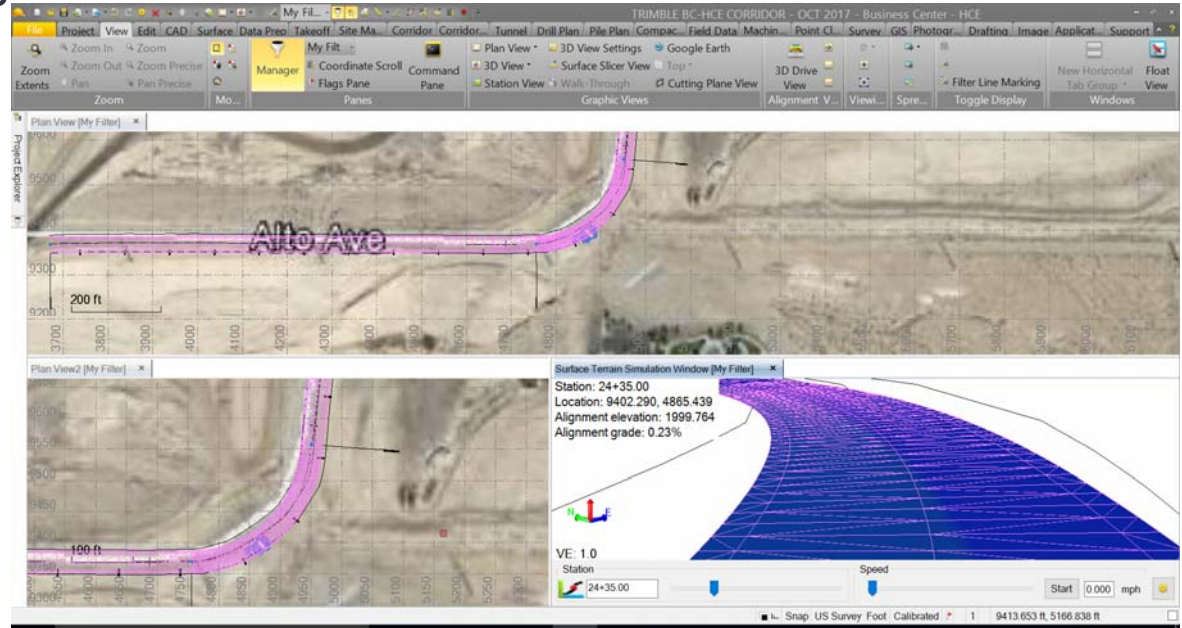 My Fil... TRIMBLE BC-HCE CORRIDOR - OCT 2017 - Business Center - HCE
File Project View Edit CAD Surface Data Prep Takeoff Site Ma... Corridor Corridor... Tunnel Drill Plan Pile Plan Compac... Field Data Machin... Point Cl... Survey GIS Photogr... Drafting Image Applicat... Support
Zoom Extents
Zoom In Zoom
Zoom Out Zoom Precise
Pan Pan Precise
Manager
My Filt
Coordinate Scroll
Flags Pane
Command Pane
Plan View 3D View Settings Google Earth
3D View Surface Slicer View Top
Station View Walk-Through Cutting Plane View
3D Drive View
Filter Line Marking
New Horizontal Tab Group
Float View
Zoom Mo... Panes Graphic Views Alignment V... Viewi... Spre... Toggle Display Windows
Project Explorer
Plan View [My Filter]
9500
Alto Ave
9300
200 ft
9200
3700 3800 3900 4000 4100 4200 4300 4400 4500 4600 4700 4800
Plan View2 [My Filter]
100 ft
Surface Terrain Simulation Window [My Filter]
Station: 24+35.00
Location: 9402.290, 4865.439
Alignment elevation: 1999.764
Alignment grade: 0.23%
N E
VE: 1.0
Station Speed
24+35.00 Start 0.000 mph
Snap US Survey Foot Calibrated 1 9413.653 ft, 5166.838 ft